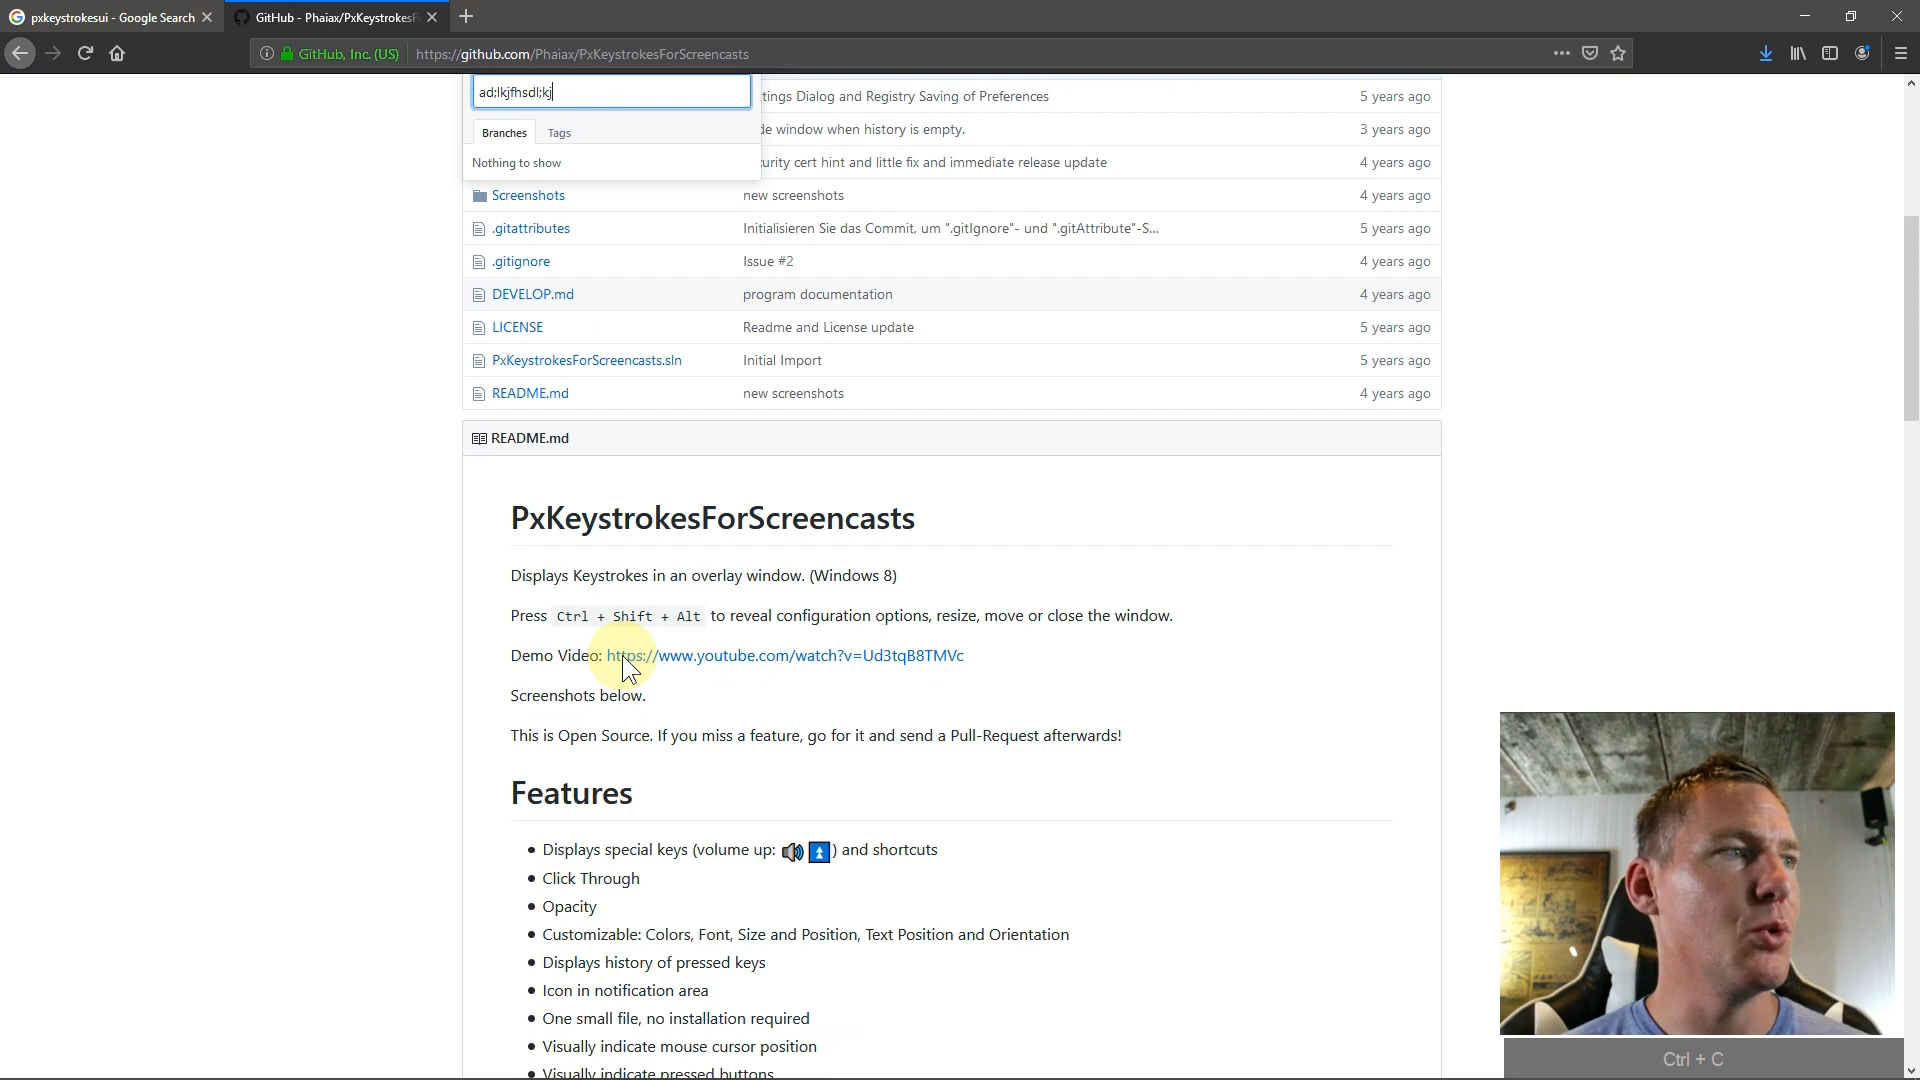 pxkeystrokesui - Google Search
GitHub - Phaiax/PxKeystrokesF
GitHub, Inc. (US)
https://github.com/Phaiax/PxKeystrokesForScreencasts
ad;lkjfhsdl;kj
Branches
Tags
Nothing to show
tings Dialog and Registry Saving of Preferences
5 years ago
de window when history is empty.
3 years ago
curity cert hint and little fix and immediate release update
4 years ago
Screenshots
new screenshots
4 years ago
.gitattributes
Initialisieren Sie das Commit, um ".gitIgnore"- und ".gitAttribute"-S...
5 years ago
.gitignore
Issue #2
4 years ago
DEVELOP.md
program documentation
4 years ago
LICENSE
Readme and License update
5 years ago
PxKeystrokesForScreencasts.sln
Initial Import
5 years ago
README.md
new screenshots
4 years ago
README.md
PxKeystrokesForScreencasts
Displays Keystrokes in an overlay window. (Windows 8)
Press Ctrl + Shift + Alt to reveal configuration options, resize, move or close the window.
Demo Video: https://www.youtube.com/watch?v=Ud3tqB8TMVc
Screenshots below.
This is Open Source. If you miss a feature, go for it and send a Pull-Request afterwards!
Features
Displays special keys (volume up: ) and shortcuts
Click Through
Opacity
Customizable: Colors, Font, Size and Position, Text Position and Orientation
Displays history of pressed keys
Icon in notification area
One small file, no installation required
Visually indicate mouse cursor position
Visually indicate pressed buttons
Ctrl + C